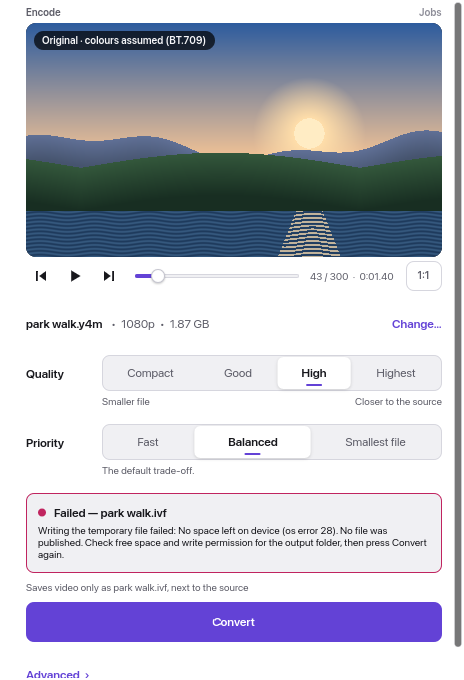 Encode
Jobs
Original · colours assumed (BT.709)
43 / 300 · 0:01.40
1:1
park walk.y4m • 1080p • 1.87 GB
Change...
Quality
Compact
Good
High
Highest
Smaller file
Closer to the source
Priority
Fast
Balanced
Smallest file
The default trade-off.
Failed — park walk.ivf
Writing the temporary file failed: No space left on device (os error 28). No file was
published. Check free space and write permission for the output folder, then press Convert
again.
Saves video only as park walk.ivf, next to the source
Convert
Advanced ›